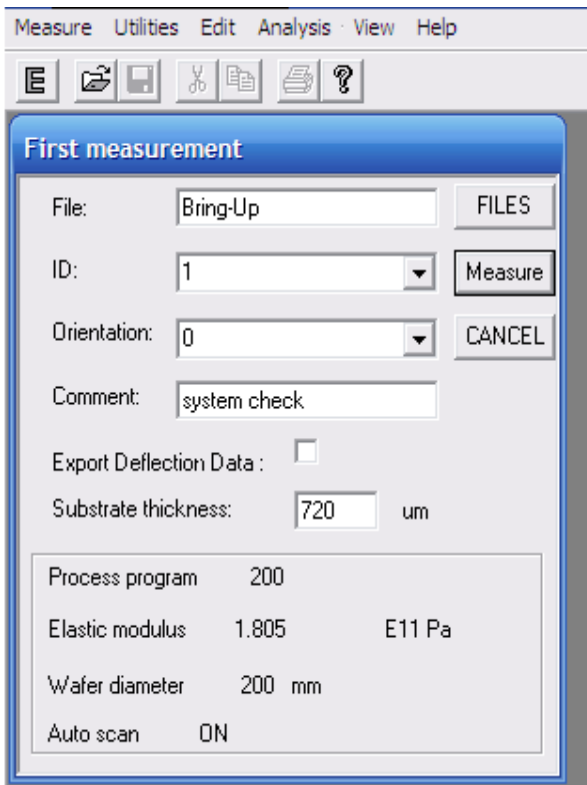 Measure Utilities Edit Analysis View Help
E
First measurement
File: Bring-Up FILES
ID: 1 Measure
Orientation: 0 CANCEL
Comment: system check
Export Deflection Data :
Substrate thickness: 720 um
Process program 200
Elastic modulus 1.805 E11 Pa
Wafer diameter 200 mm
Auto scan ON